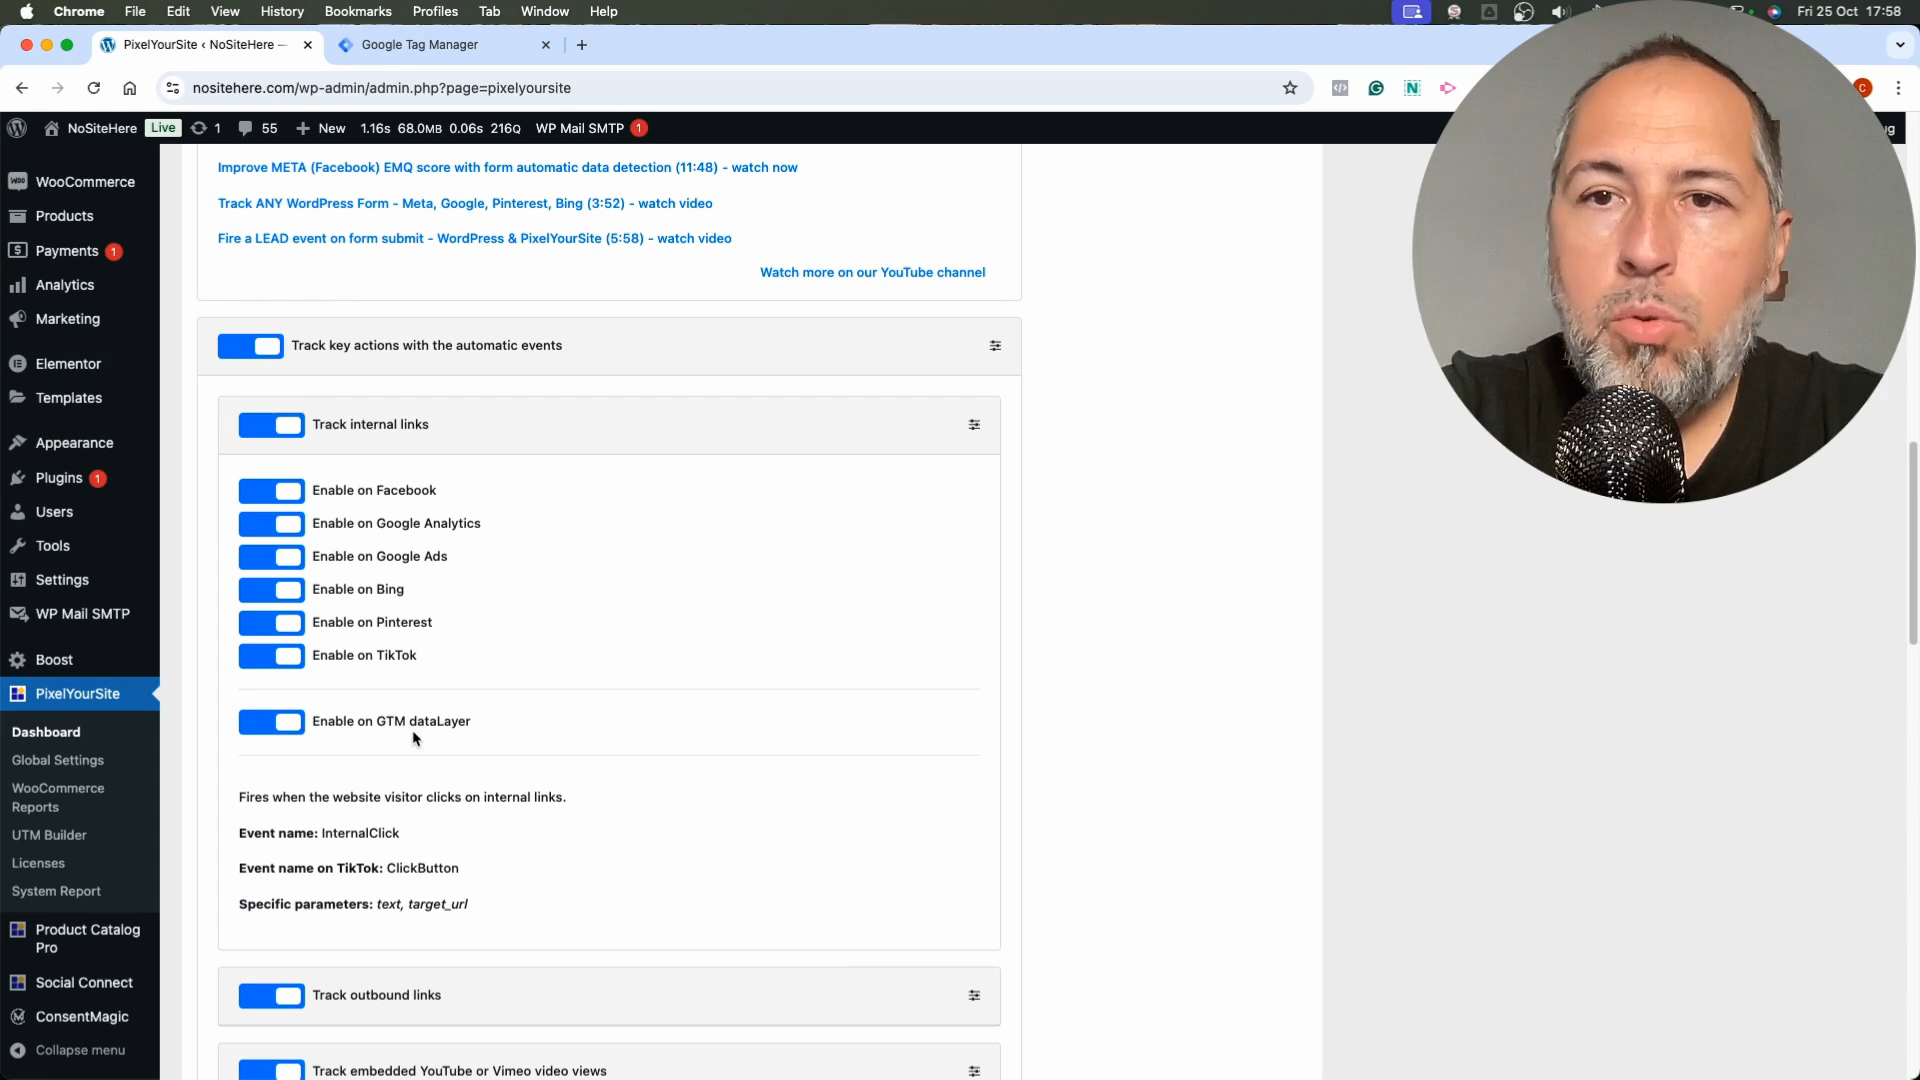 Chrome File Edit View History Bookmarks Profiles Tab Window Help
Fri 25 Oct 17:58
PixelYourSite ‹ NoSiteHere —
Google Tag Manager
nositehere.com/wp-admin/admin.php?page=pixelyoursite
C
NoSiteHere Live 1 55 New 1.16s 68.0MB 0.06s 216Q WP Mail SMTP 1
WooCommerce
Products
Payments 1
Analytics
Marketing
Elementor
Templates
Appearance
Plugins 1
Users
Tools
Settings
WP Mail SMTP
Boost
PixelYourSite
Dashboard
Global Settings
WooCommerce
Reports
UTM Builder
Licenses
System Report
Product Catalog
Pro
Social Connect
ConsentMagic
Collapse menu
Improve META (Facebook) EMQ score with form automatic data detection (11:48) - watch now
Track ANY WordPress Form - Meta, Google, Pinterest, Bing (3:52) - watch video
Fire a LEAD event on form submit - WordPress & PixelYourSite (5:58) - watch video
Watch more on our YouTube channel
Track key actions with the automatic events
Track internal links
Enable on Facebook
Enable on Google Analytics
Enable on Google Ads
Enable on Bing
Enable on Pinterest
Enable on TikTok
Enable on GTM dataLayer
Fires when the website visitor clicks on internal links.
Event name: InternalClick
Event name on TikTok: ClickButton
Specific parameters: text, target_url
Track outbound links
Track embedded YouTube or Vimeo video views